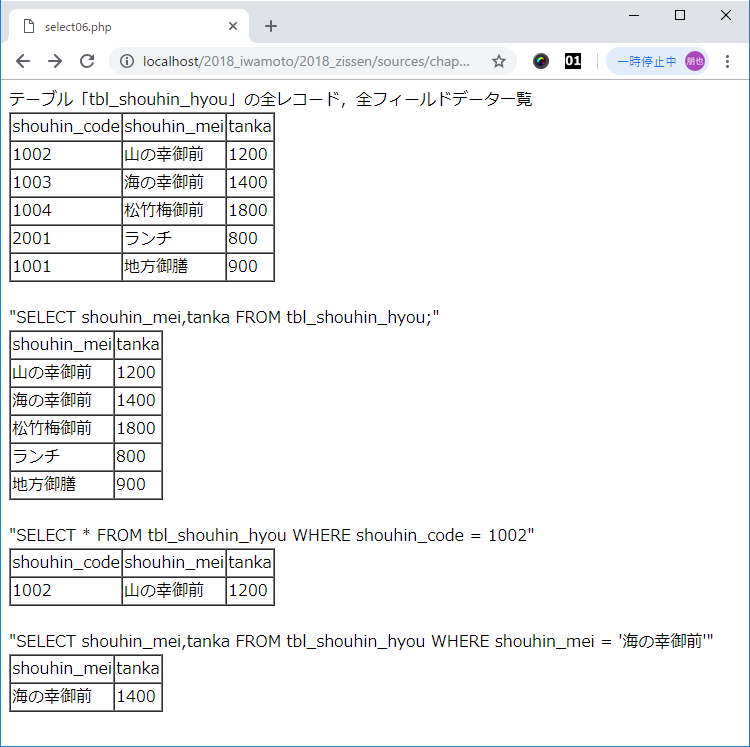 select06.php
localhost/2018_iwamoto/2018_zissen/sources/chap... 01 一時停止中 朋也
テーブル「tbl_shouhin_hyou」の全レコード，全フィールドデータ一覧
shouhin_code shouhin_mei tanka
1002 山の幸御前 1200
1003 海の幸御前 1400
1004 松竹梅御前 1800
2001 ランチ 800
1001 地方御膳 900
"SELECT shouhin_mei,tanka FROM tbl_shouhin_hyou;"
shouhin_mei tanka
山の幸御前 1200
海の幸御前 1400
松竹梅御前 1800
ランチ 800
地方御膳 900
"SELECT * FROM tbl_shouhin_hyou WHERE shouhin_code = 1002"
shouhin_code shouhin_mei tanka
1002 山の幸御前 1200
"SELECT shouhin_mei,tanka FROM tbl_shouhin_hyou WHERE shouhin_mei = '海の幸御前'"
shouhin_mei tanka
海の幸御前 1400